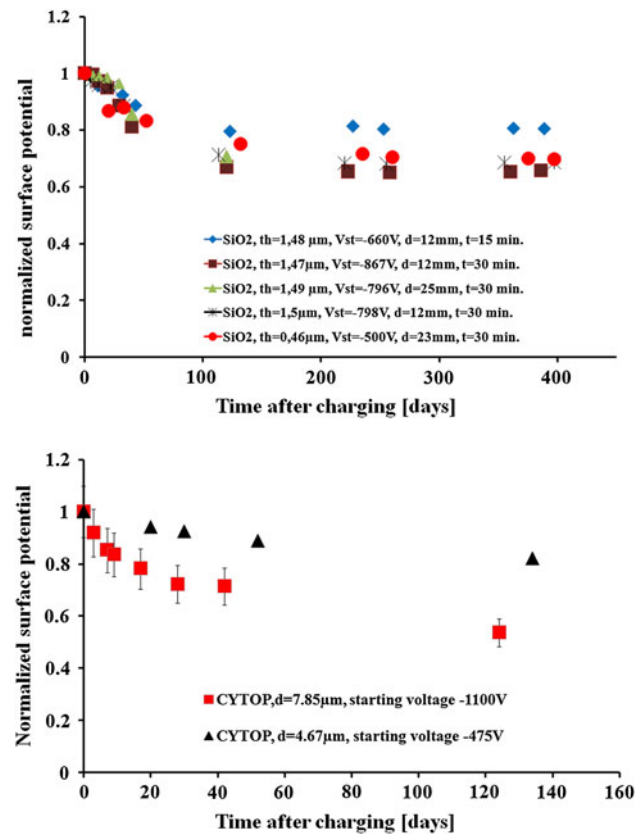 1.2
1
0.8
0.6
0.4
0.2
0
normalized surface potential
SiO2, th=1,48 µm, Vst=-660V, d=12mm, t=15 min.
SiO2, th=1,47µm, Vst=-867V, d=12mm, t=30 min.
SiO2, th=1,49 µm, Vst=-796V, d=25mm, t=30 min.
SiO2, th=1,5µm, Vst=-798V, d=12mm, t=30 min.
SiO2, th=0,46µm, Vst=-500V, d=23mm, t=30 min.
0 100 200 300 400
Time after charging [days]
1.2
1
0.8
0.6
0.4
0.2
0
Normalized surface potential
CYTOP,d=7.85µm, starting voltage -1100V
CYTOP, d=4.67µm, starting voltage -475V
0 20 40 60 80 100 120 140 160
Time after charging [days]